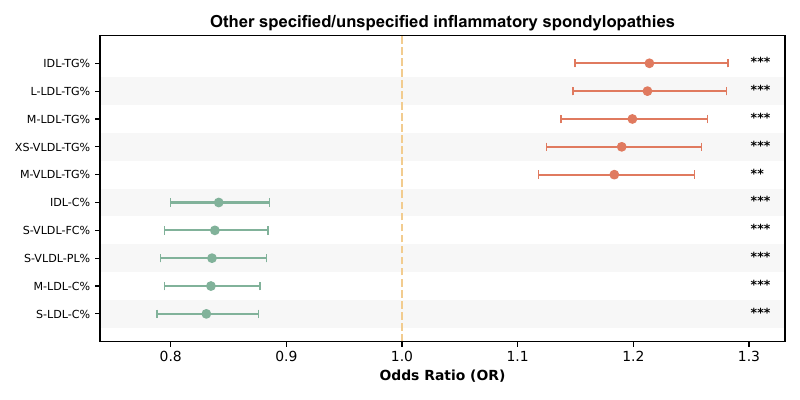 Other specified/unspecified inflammatory spondylopathies
IDL-TG% ***
L-LDL-TG% ***
M-LDL-TG% ***
XS-VLDL-TG% ***
M-VLDL-TG% **
IDL-C% ***
S-VLDL-FC% ***
S-VLDL-PL% ***
M-LDL-C% ***
S-LDL-C% ***
0.8 0.9 1.0 1.1 1.2 1.3
Odds Ratio (OR)